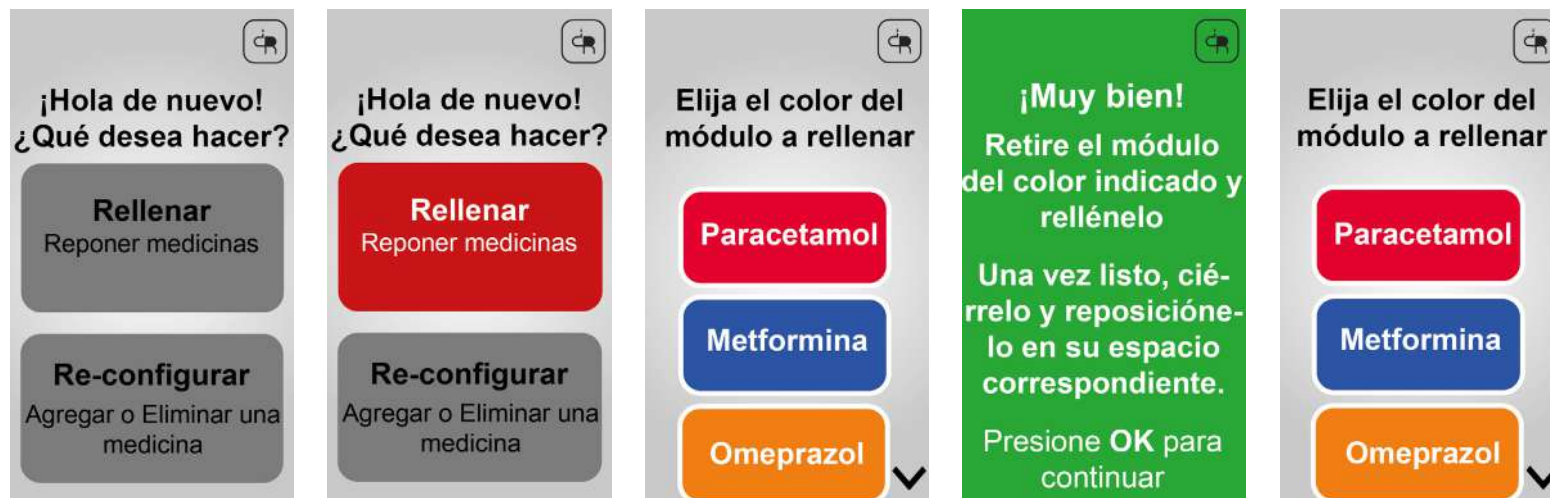 ¡Hola de nuevo!
¿Qué desea hacer?
Rellenar
Reponer medicinas
Re-configurar
Agregar o Eliminar una
medicina
¡Hola de nuevo!
¿Qué desea hacer?
Rellenar
Reponer medicinas
Re-configurar
Agregar o Eliminar una
medicina
Elija el color del
módulo a rellenar
Paracetamol
Metformina
Omeprazol
¡Muy bien!
Retire el módulo
del color indicado y
rellénelo
Una vez listo, cié-
rrelo y reposicióne-
lo en su espacio
correspondiente.
Presione OK para
continuar
Elija el color del
módulo a rellenar
Paracetamol
Metformina
Omeprazol